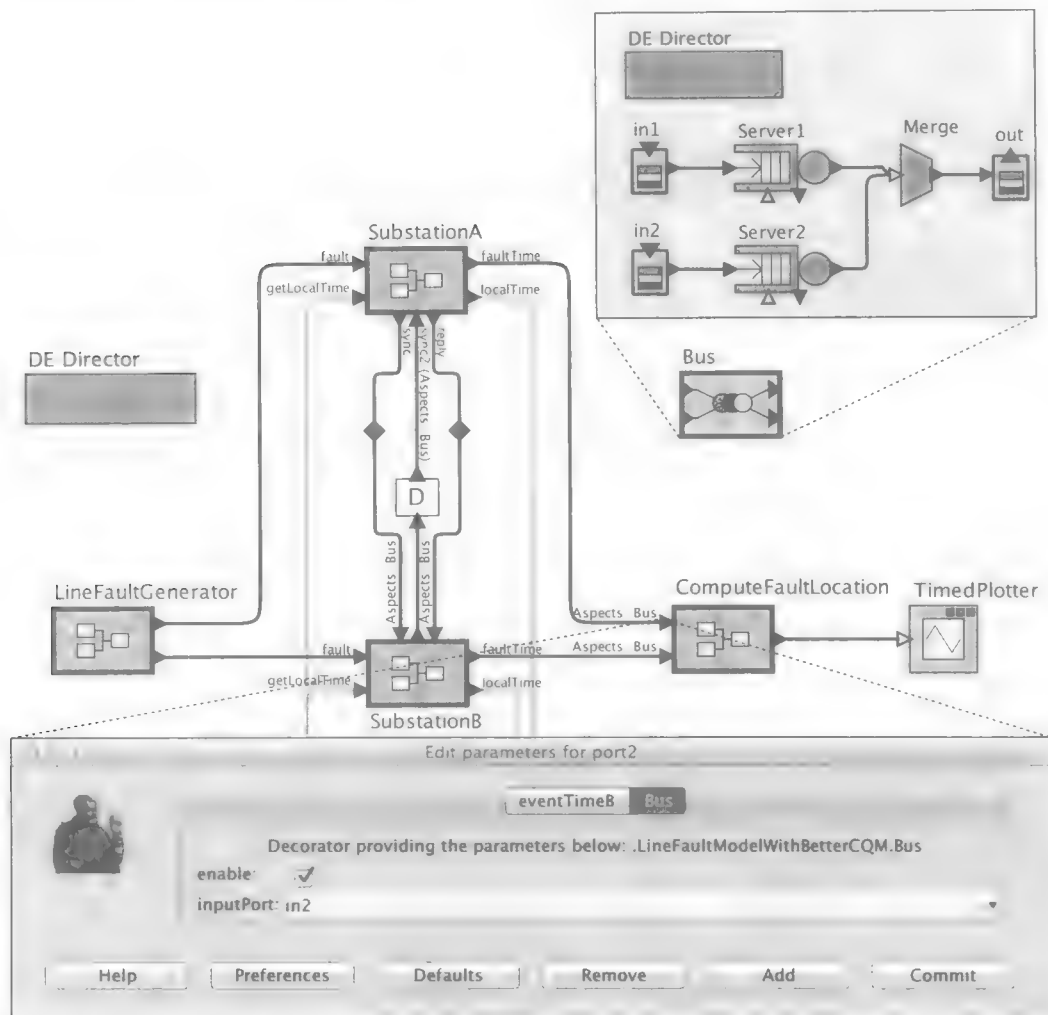 DE Director
in1
Server1
Merge
out
in2
Server2
SubstationA
fault
faultTime
getLocalTime
localTime
sync
sync2 (Aspects Bus)
reply
DE Director
Bus
D
Aspects Bus
Aspects Bus
LineFaultGenerator
ComputeFaultLocation
TimedPlotter
Aspects Bus
fault
faultTime
Aspects Bus
getLocalTime
localTime
SubstationB
Edit parameters for port2
eventTimeB Bus
Decorator providing the parameters below: .LineFaultModelWithBetterCQM.Bus
enable:
inputPort: in2
Help Preferences Defaults Remove Add Commit